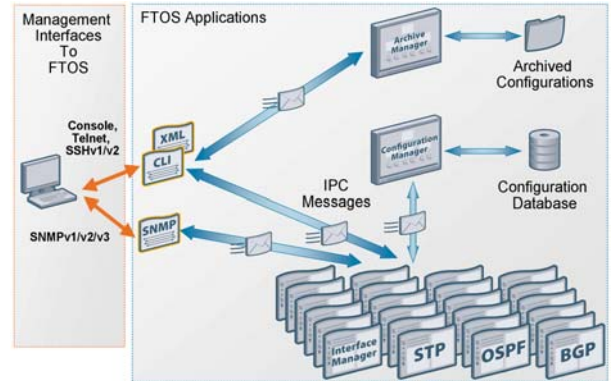 Management
Interfaces
To
FTOS
FTOS Applications
Archive
Manager
Archived
Configurations
Console,
Telnet,
SSHv1/v2
XML
CLI
Configuration
Manager
Configuration
Database
IPC
Messages
SNMP
SNMPv1/v2/v3
Interface
Manager
STP
OSPF
BGP